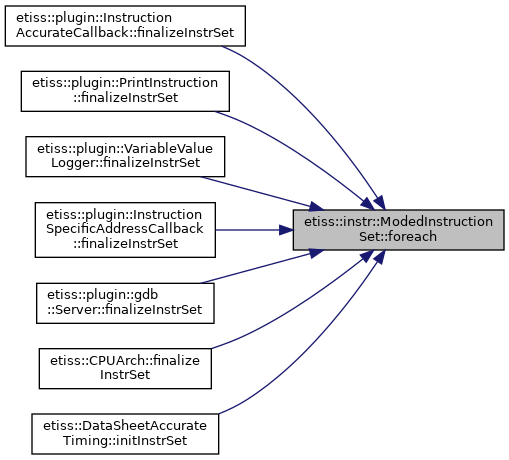 etiss::plugin::Instruction
AccurateCallback::finalizeInstrSet
etiss::plugin::PrintInstruction
::finalizeInstrSet
etiss::plugin::VariableValue
Logger::finalizeInstrSet
etiss::plugin::Instruction
SpecificAddressCallback
::finalizeInstrSet
etiss::plugin::gdb
::Server::finalizeInstrSet
etiss::CPUArch::finalize
InstrSet
etiss::DataSheetAccurate
Timing::initInstrSet
etiss::instr::ModedInstruction
Set::foreach